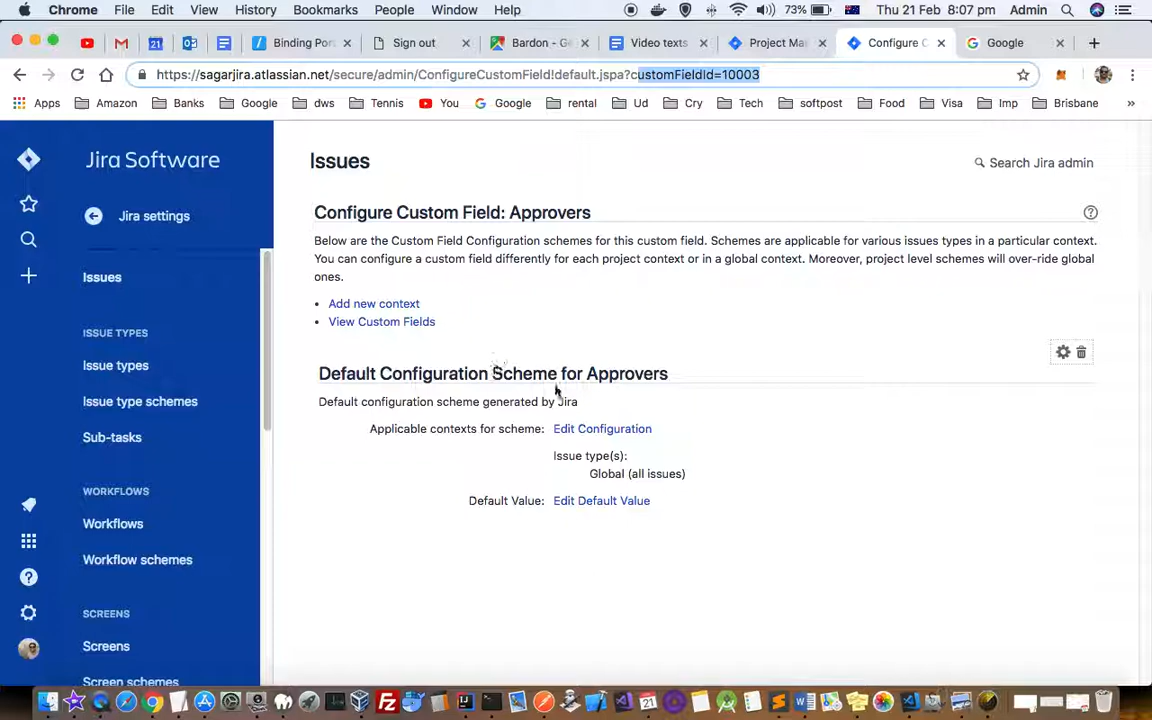 Chrome File Edit View History Bookmarks People Window Help 73% Thu 21 Feb 8:07 pm Admin
Binding Por Sign out Bardon - G Video texts Project Ma Configure C Google
https://sagarjira.atlassian.net/secure/admin/ConfigureCustomField!default.jspa?customFieldId=10003
Apps Amazon Banks dws Tennis You Google rental Ud Cry Tech softpost Food Visa Imp Brisbane »
Jira Software
Jira settings
Issues
ISSUE TYPES
Issue types
Issue type schemes
Sub-tasks
WORKFLOWS
Workflows
Workflow schemes
SCREENS
Screens
Screen schemes
Issues
Search Jira admin
Configure Custom Field: Approvers
Below are the Custom Field Configuration schemes for this custom field. Schemes are applicable for various issues types in a particular context.
You can configure a custom field differently for each project context or in a global context. Moreover, project level schemes will over-ride global
ones.
• Add new context
• View Custom Fields
Default Configuration Scheme for Approvers
Default configuration scheme generated by Jira
Applicable contexts for scheme: Edit Configuration
Issue type(s):
Global (all issues)
Default Value: Edit Default Value